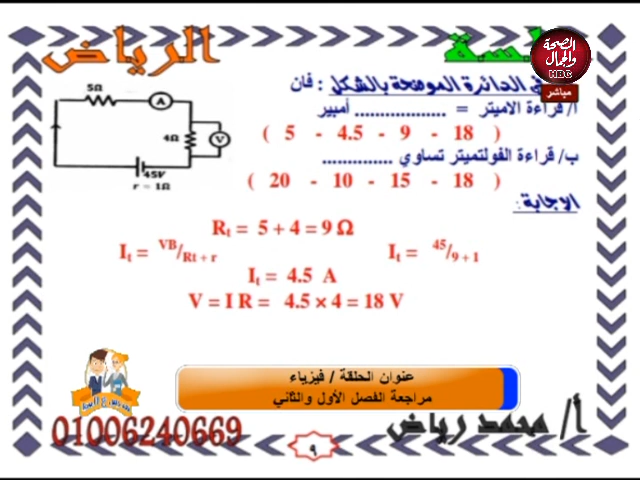 الرياض
الصحة والجمال
HBC
مباشر
فى الدائرة الموضحة بالشكل : فان
أ/ قراءة الاميتر = .................. أمبير
( 5 - 4.5 - 9 - 18 )
ب/ قراءة الفولتميتر تساوي ..............
( 20 - 10 - 15 - 18 )
5Ω
A
4Ω
V
45V
r = 1Ω
الاجابة :
Rt = 5 + 4 = 9 Ω
It = VB/Rt + r It = 45/9 + 1
It = 4.5 A
V = I R = 4.5 × 4 = 18 V
عنوان الحلقة / فيزياء
مراجعة الفصل الأول والثاني
أ/ محمد رياض
01006240669
٩